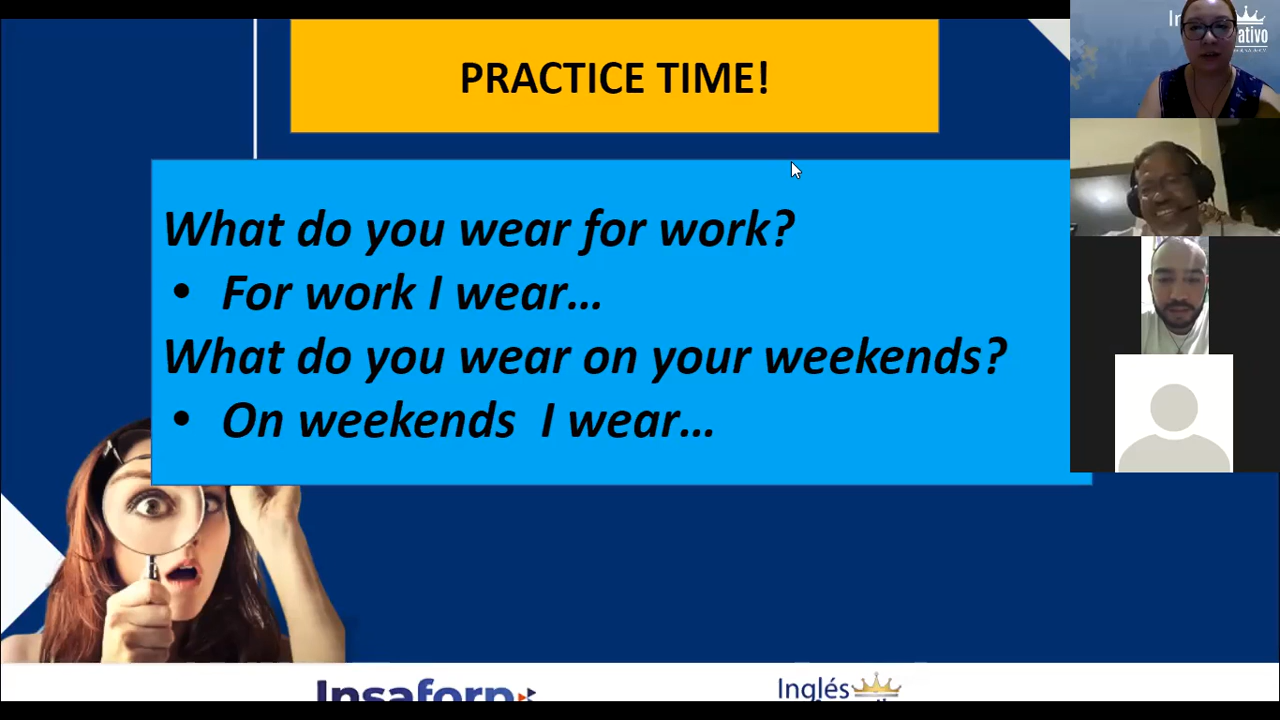 PRACTICE TIME!
What do you wear for work?
• For work I wear…
What do you wear on your weekends?
• On weekends I wear…
Insaforp
Inglés